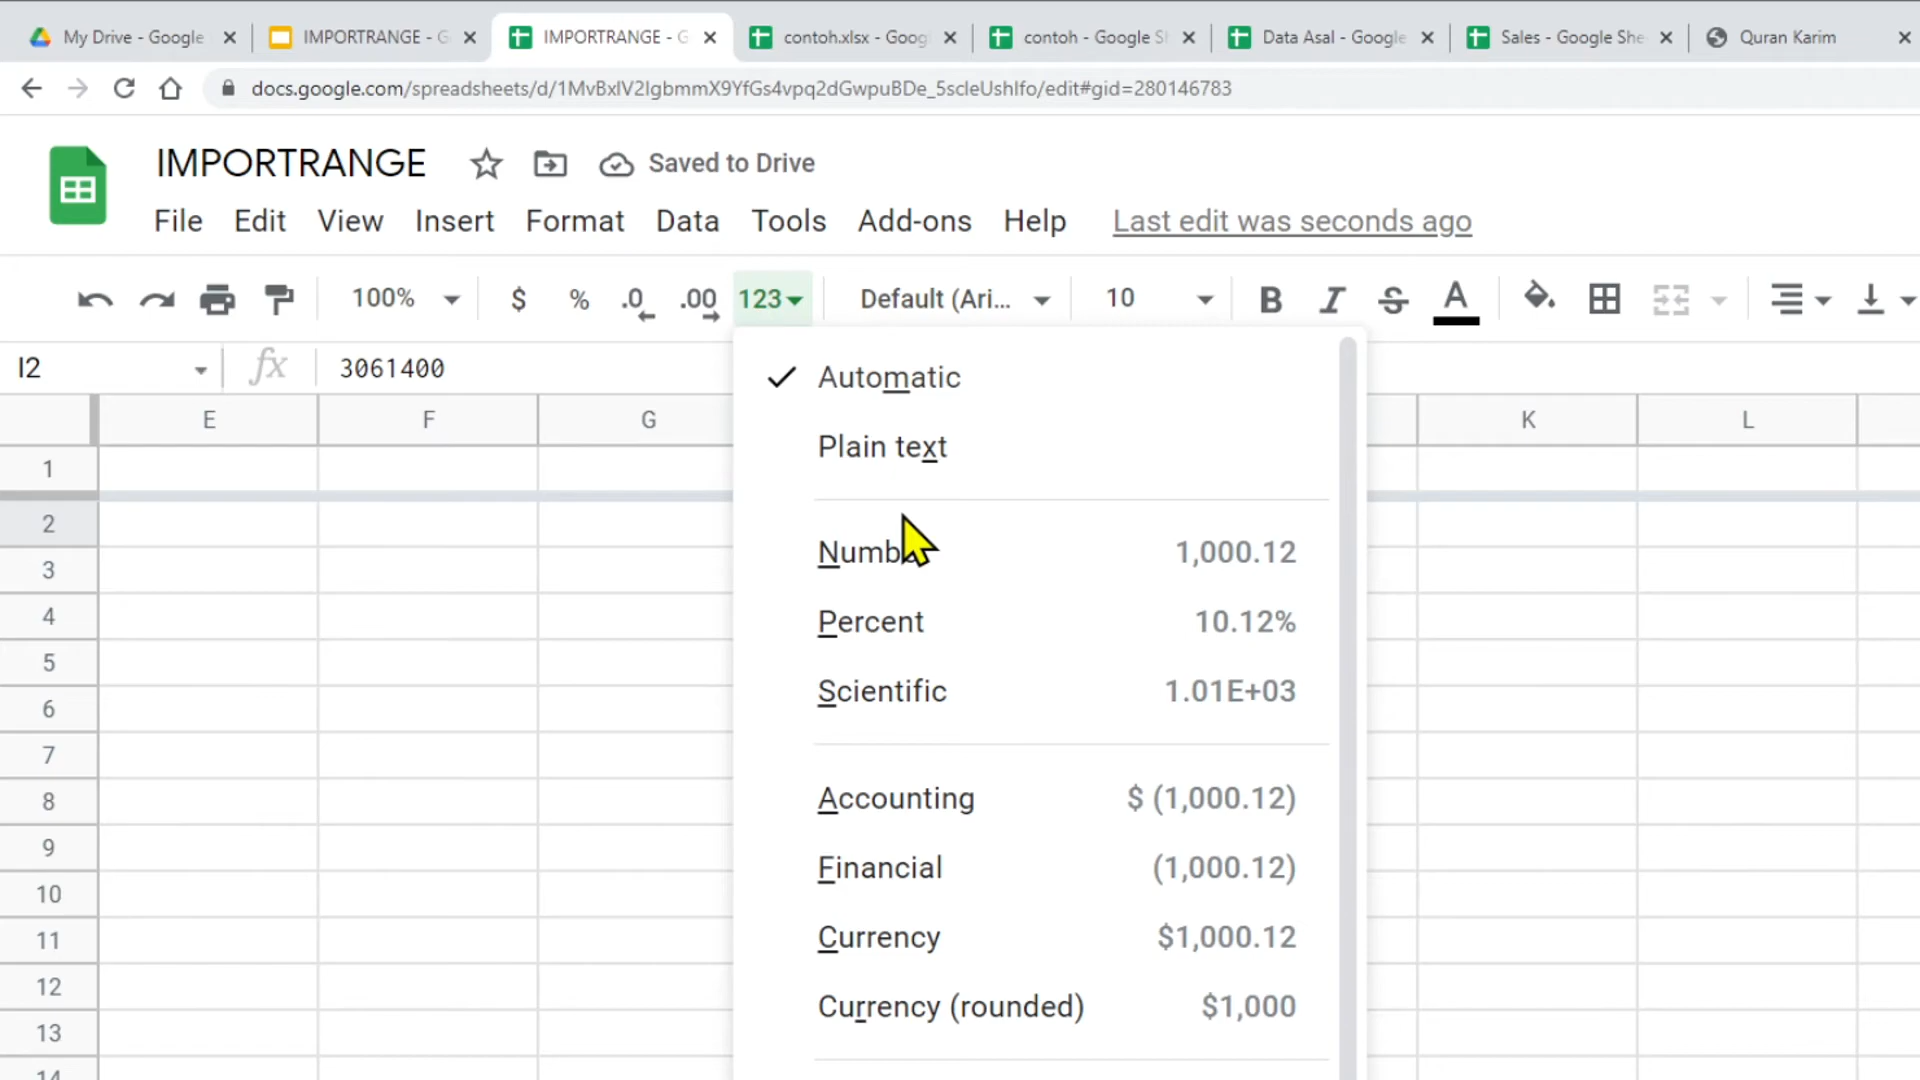 My Drive - Google
IMPORTRANGE - G
IMPORTRANGE - G
contoh.xlsx - Goog
contoh - Google Sh
Data Asal - Google
Sales - Google She
Quran Karim
docs.google.com/spreadsheets/d/1MvBxlV2IgbmmX9YfGs4vpq2dGwpuBDe_5scleUshlfo/edit#gid=280146783
IMPORTRANGE
Saved to Drive
File Edit View Insert Format Data Tools Add-ons Help Last edit was seconds ago
100% $ % .0 .00 123 Default (Ari... 10 B I S A
I2 fx 3061400
E F G K L
Automatic
Plain text
Percent 10.12%
1,000.12
Scientific 1.01E+03
Accounting $ (1,000.12)
Financial (1,000.12)
Currency $1,000.12
Currency (rounded) $1,000
1
2
3
4
5
6
7
8
9
10
11
12
13
14